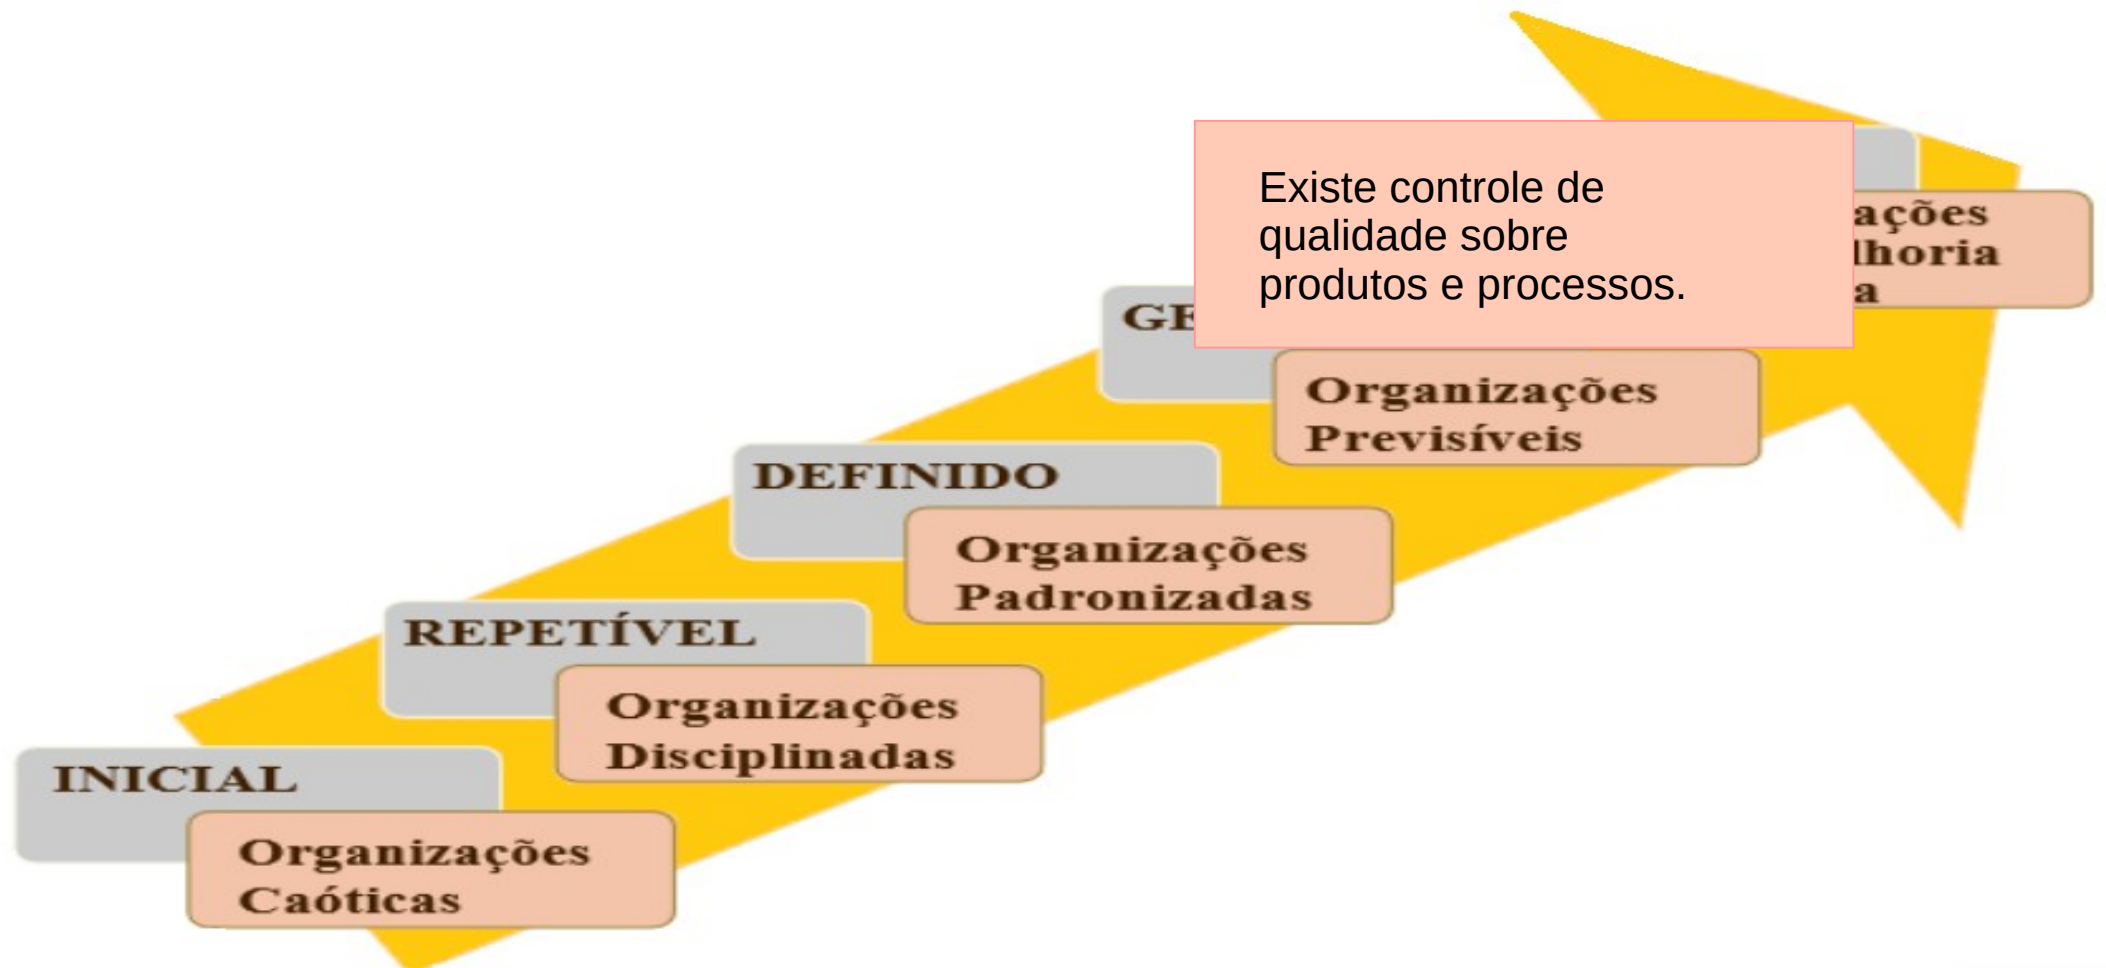 Existe controle de
qualidade sobre
produtos e processos.
ações
lhoria
a
GE
Organizações
Previsíveis
DEFINIDO
Organizações
Padronizadas
REPETÍVEL
Organizações
Disciplinadas
INICIAL
Organizações
Caóticas